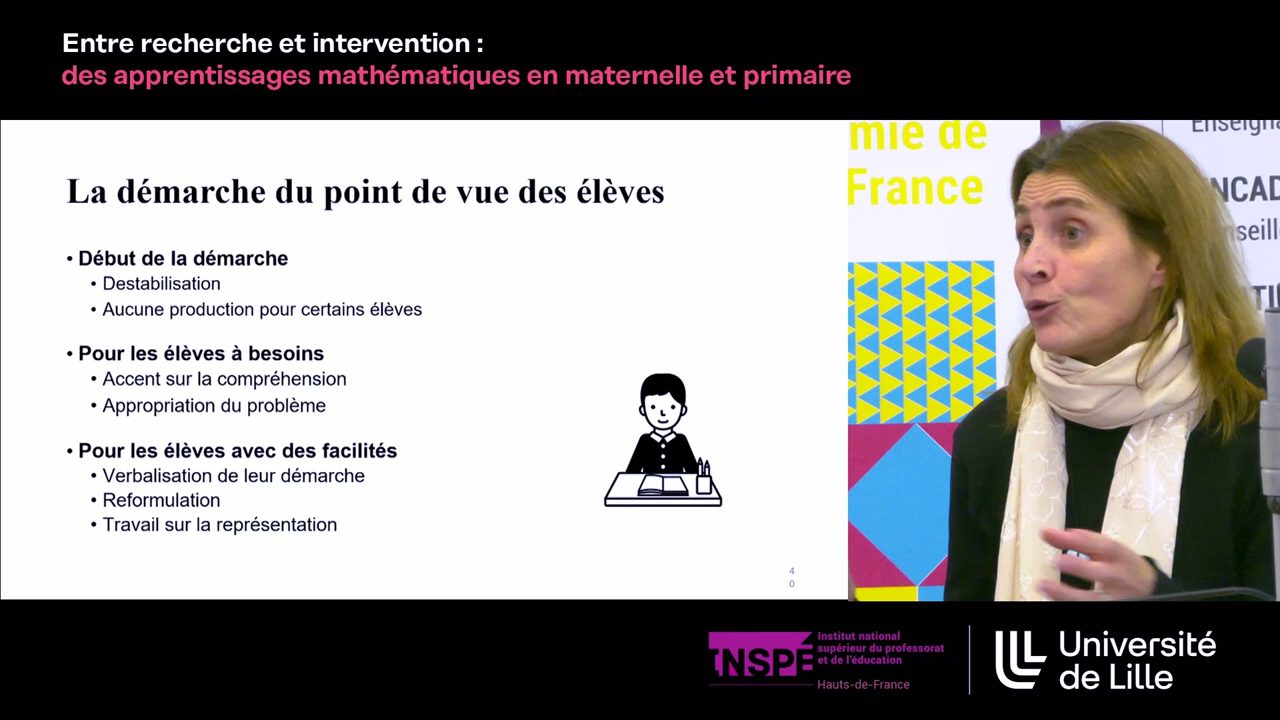 Entre recherche et intervention :
des apprentissages mathématiques en maternelle et primaire
La démarche du point de vue des élèves
• Début de la démarche
• Destabilisation
• Aucune production pour certains élèves
• Pour les élèves à besoins
• Accent sur la compréhension
• Appropriation du problème
• Pour les élèves avec des facilités
• Verbalisation de leur démarche
• Reformulation
• Travail sur la représentation
4
0
mie de
France
INSPÉ
Institut national
supérieur du professorat
et de l'éducation
Hauts-de-France
Université
de Lille